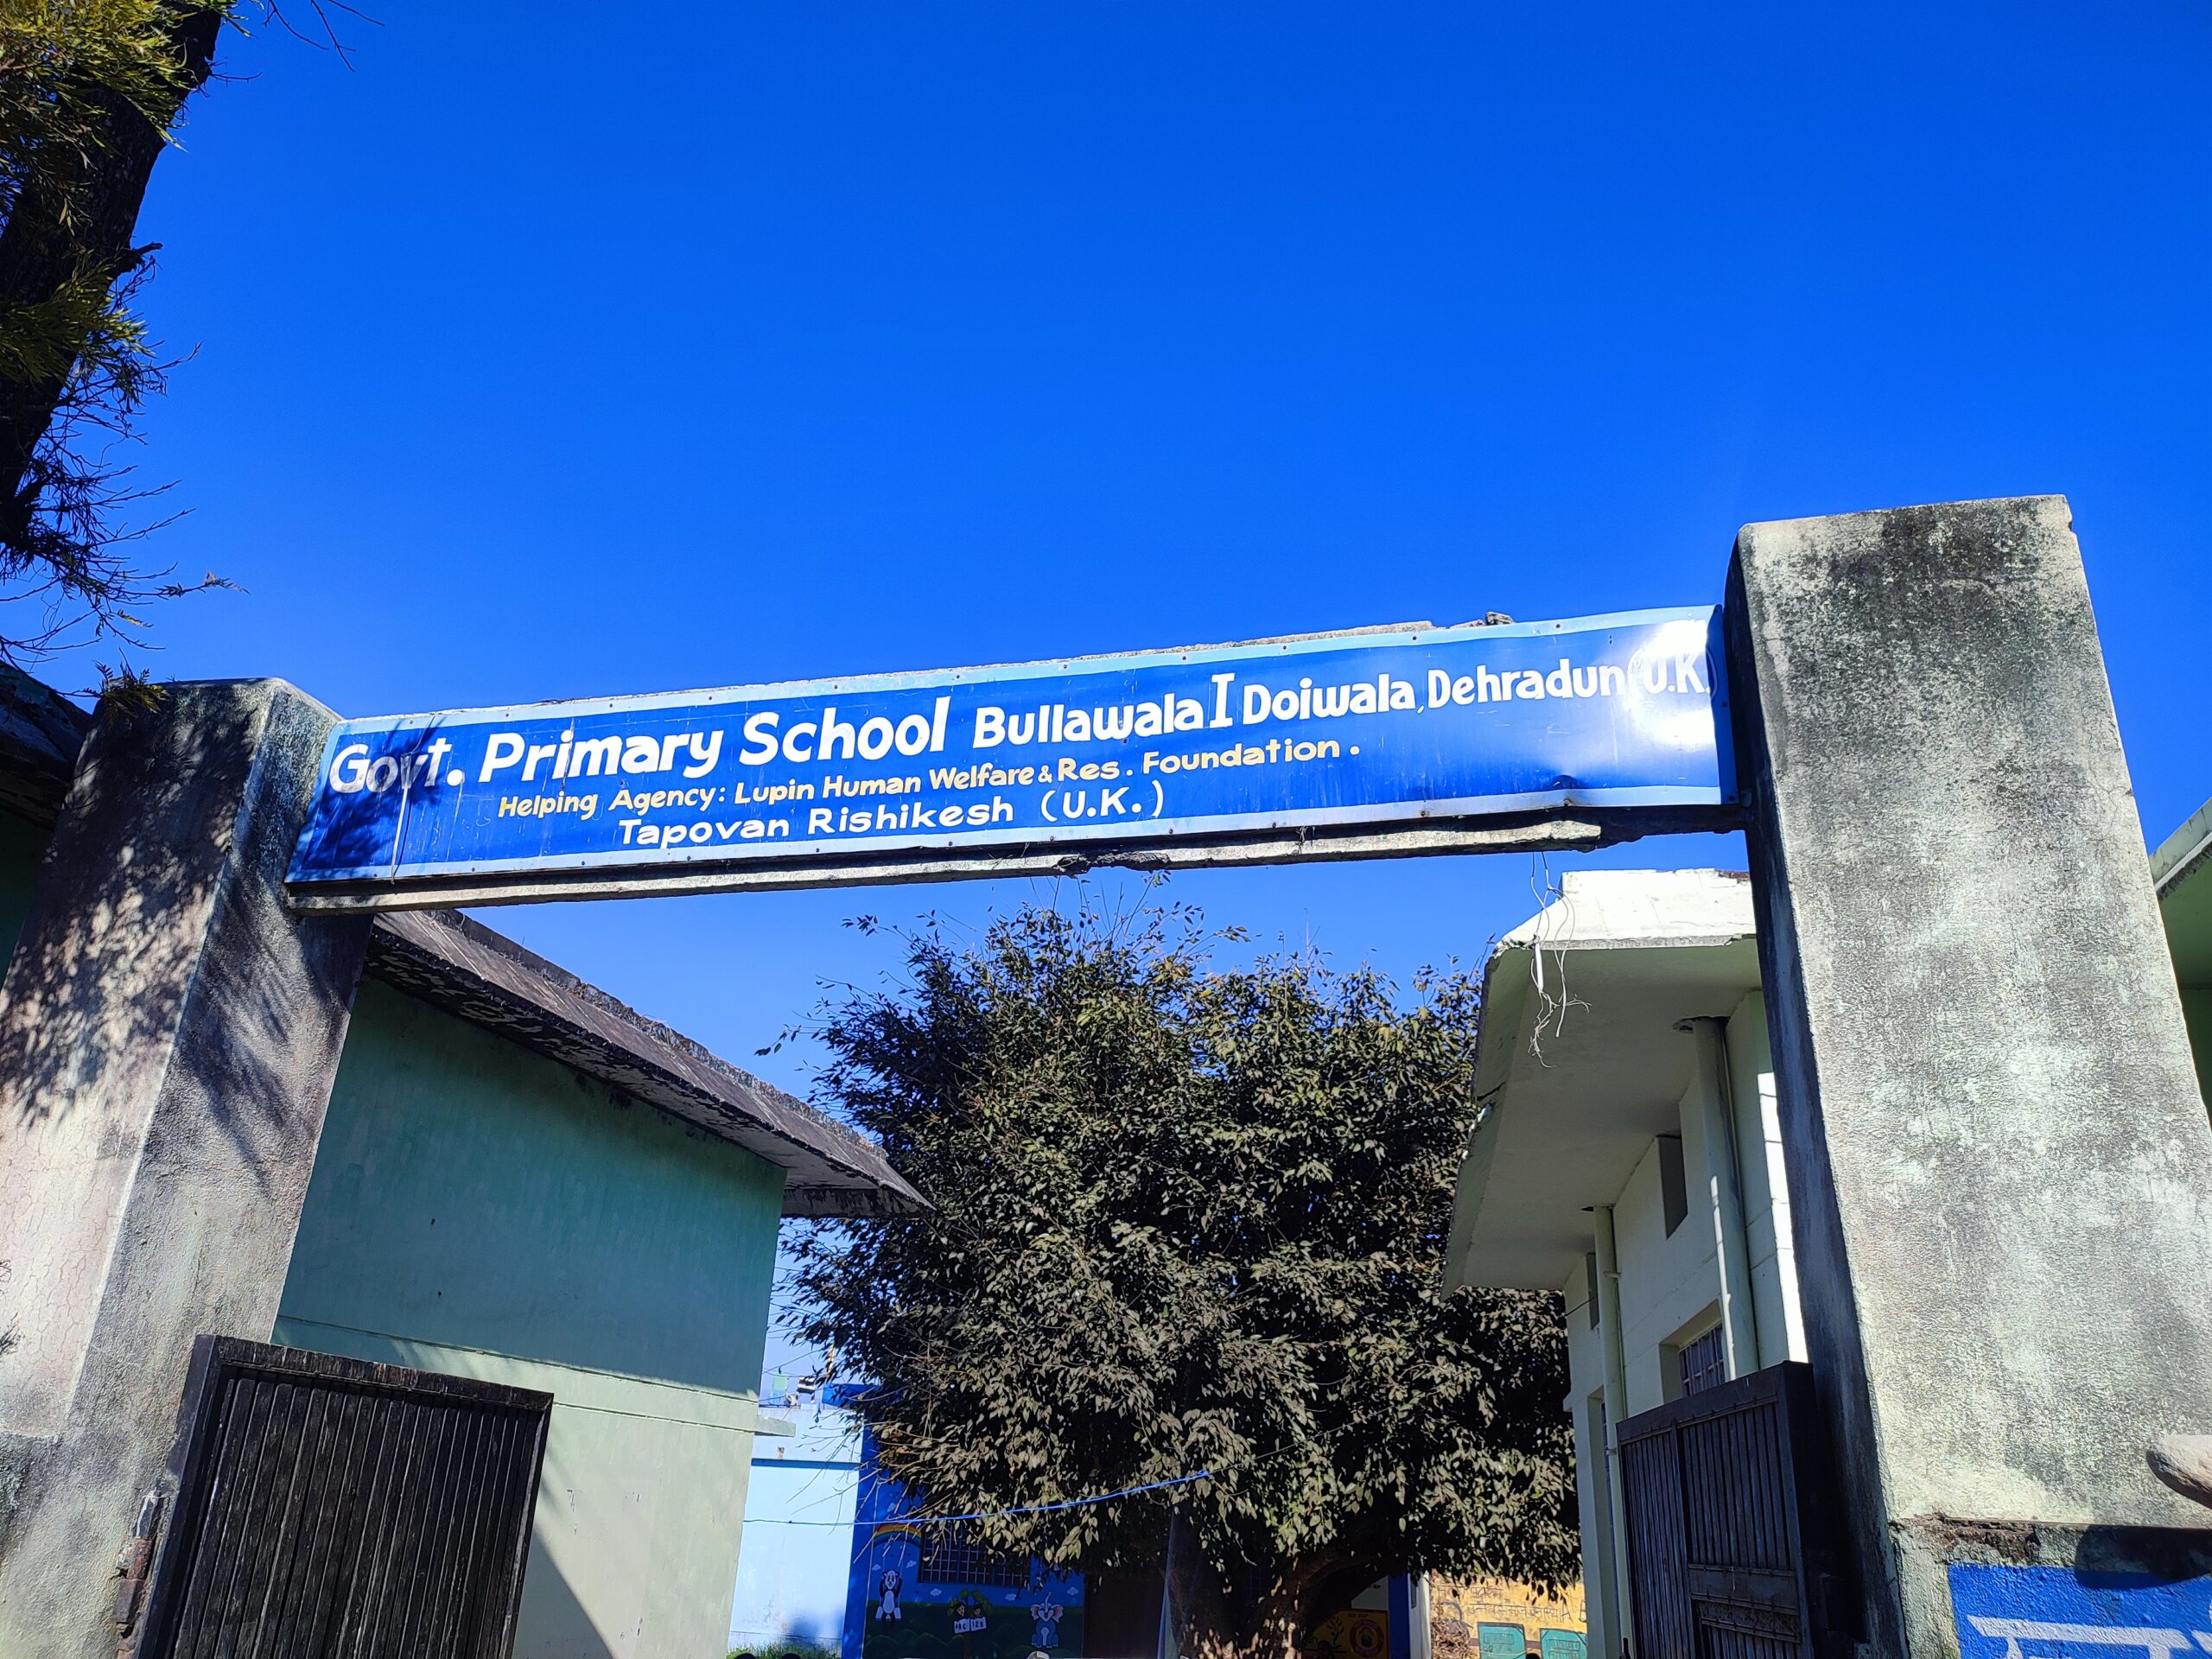 Govt. Primary School Bullawala I Doiwala, Dehradun (U.K.)
Helping Agency: Lupin Human Welfare & Res. Foundation.
Tapovan Rishikesh (U.K.)